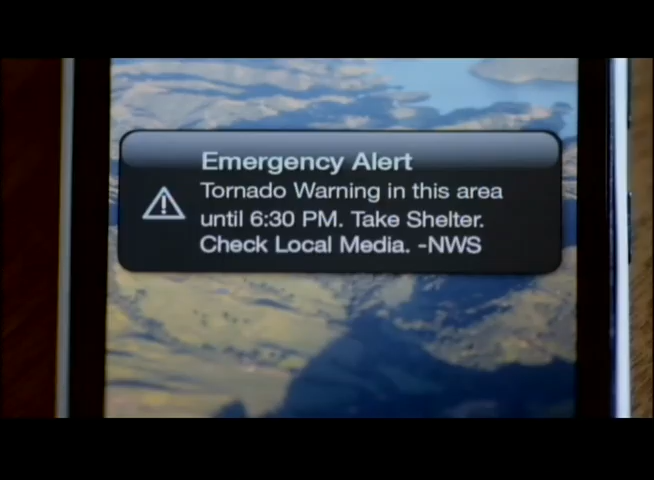 Emergency Alert
Tornado Warning in this area
until 6:30 PM. Take Shelter.
Check Local Media. -NWS